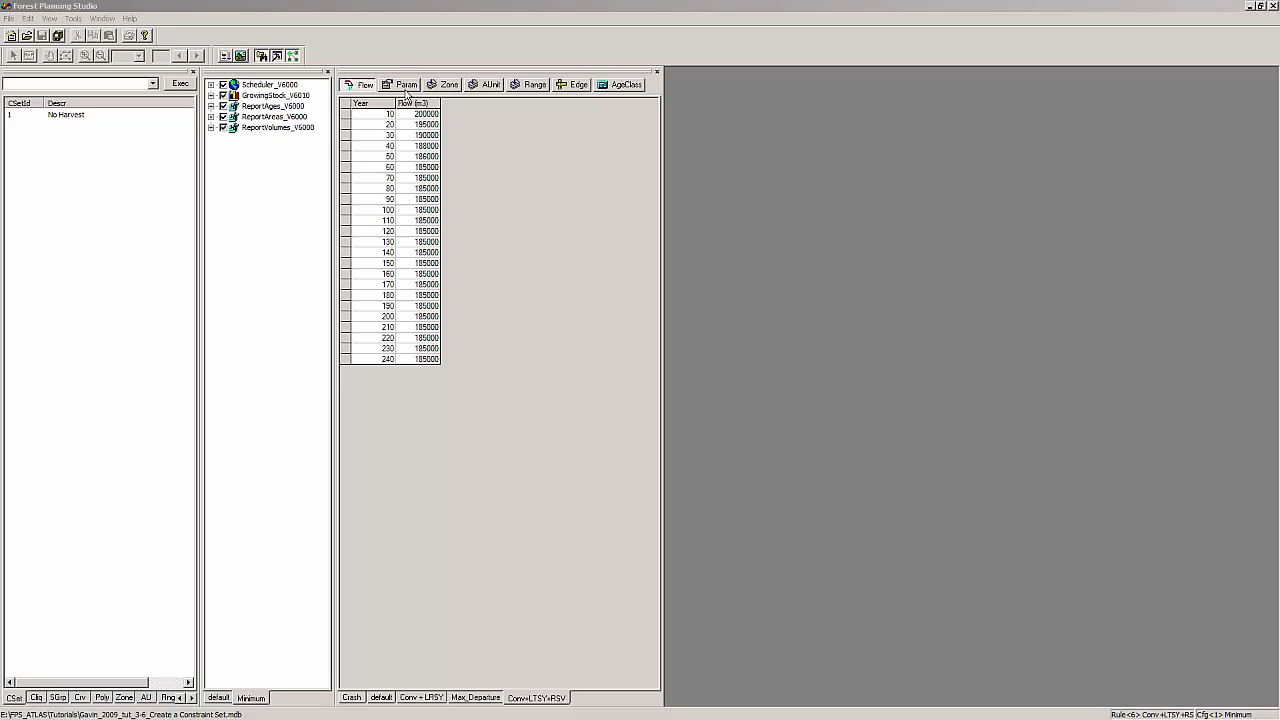 Forest Planning Studio
File Edit View Tools Window Help
Exec
CSetId Descr
1 No Harvest
Scheduler_V6000
GrowingStock_V6010
ReportAges_V6000
ReportAreas_V6000
ReportVolumes_V6000
Flow Param Zone AUnit Range Edge AgeClass
Year Flow (m3)
10 200000
20 195000
30 190000
40 188000
50 186000
60 185000
70 185000
80 185000
90 185000
100 185000
110 185000
120 185000
130 185000
140 185000
150 185000
160 185000
170 185000
180 185000
190 185000
200 185000
210 185000
220 185000
230 185000
240 185000
CSet Cliq SGrp Crv Poly Zone AU Rng
default Minimum
Crash default Conv + LRSY Max_Departure Conv+LTSY+RSV
E:\FPS_ATLAS\Tutorials\Gavin_2009_tut_3-6_Create a Constraint Set.mdb
Rule<6> Conv+LTSY+RS Cfg<1> Minimum